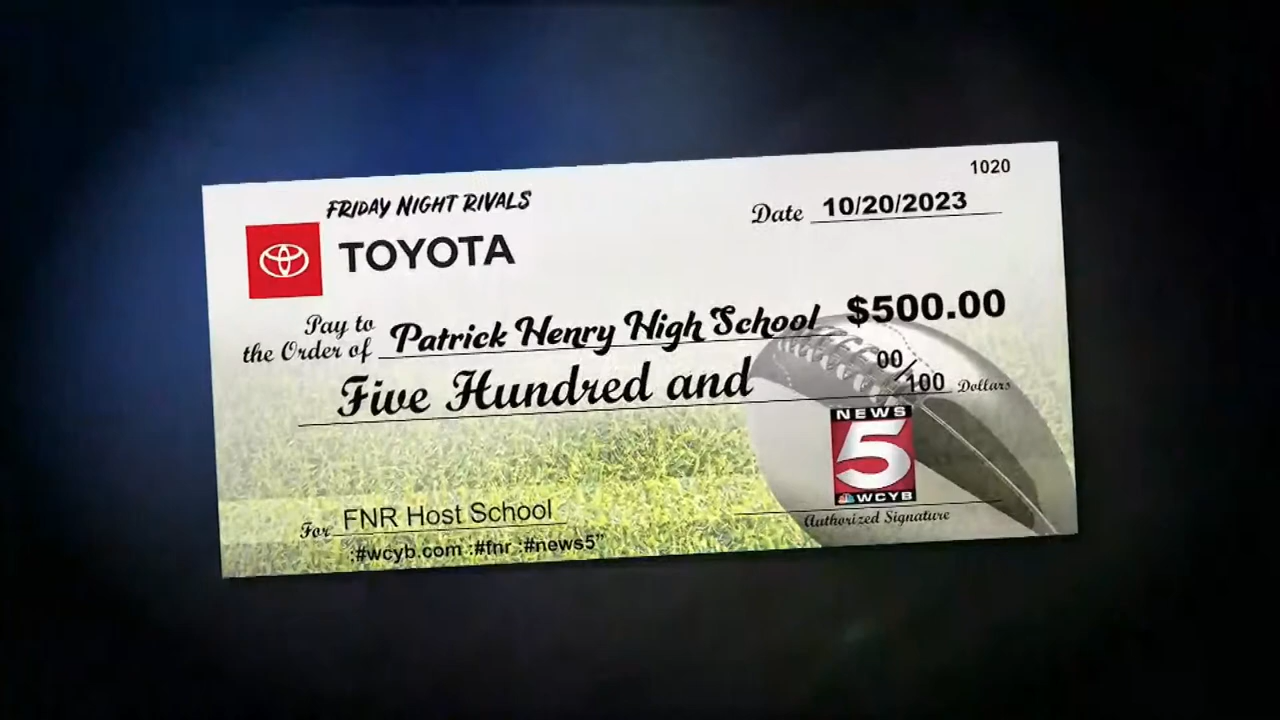 1020
FRIDAY NIGHT RIVALS
Date 10/20/2023
TOYOTA
Pay to
the Order of Patrick Henry High School $500.00
Five Hundred and 00/100 Dollars
NEWS
5
WCYB
For FNR Host School
Authorized Signature
:#wcyb.com :#fnr :#news5"